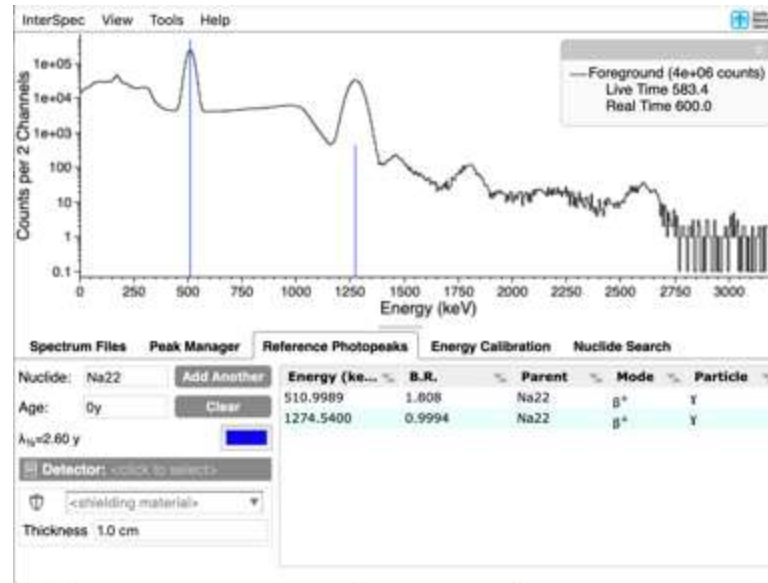 InterSpec View Tools Help
1e+05
1e+04
1e+03
100
10
1
0.1
Counts per 2 Channels
Foreground (4e+06 counts)
Live Time 583.4
Real Time 600.0
0 250 500 750 1000 1250 1500 1750 2000 2250 2500 2750 3000
Energy (keV)
Spectrum Files Peak Manager Reference Photopeaks Energy Calibration Nuclide Search
Nuclide: Na22 Add Another
Age: 0y Clear
λ½=2.60 y
Detector: <click to select>
<shielding material>
Thickness 1.0 cm
Energy (ke... B.R. Parent Mode Particle
510.9989 1.808 Na22 β+ γ
1274.5400 0.9994 Na22 β+ γ